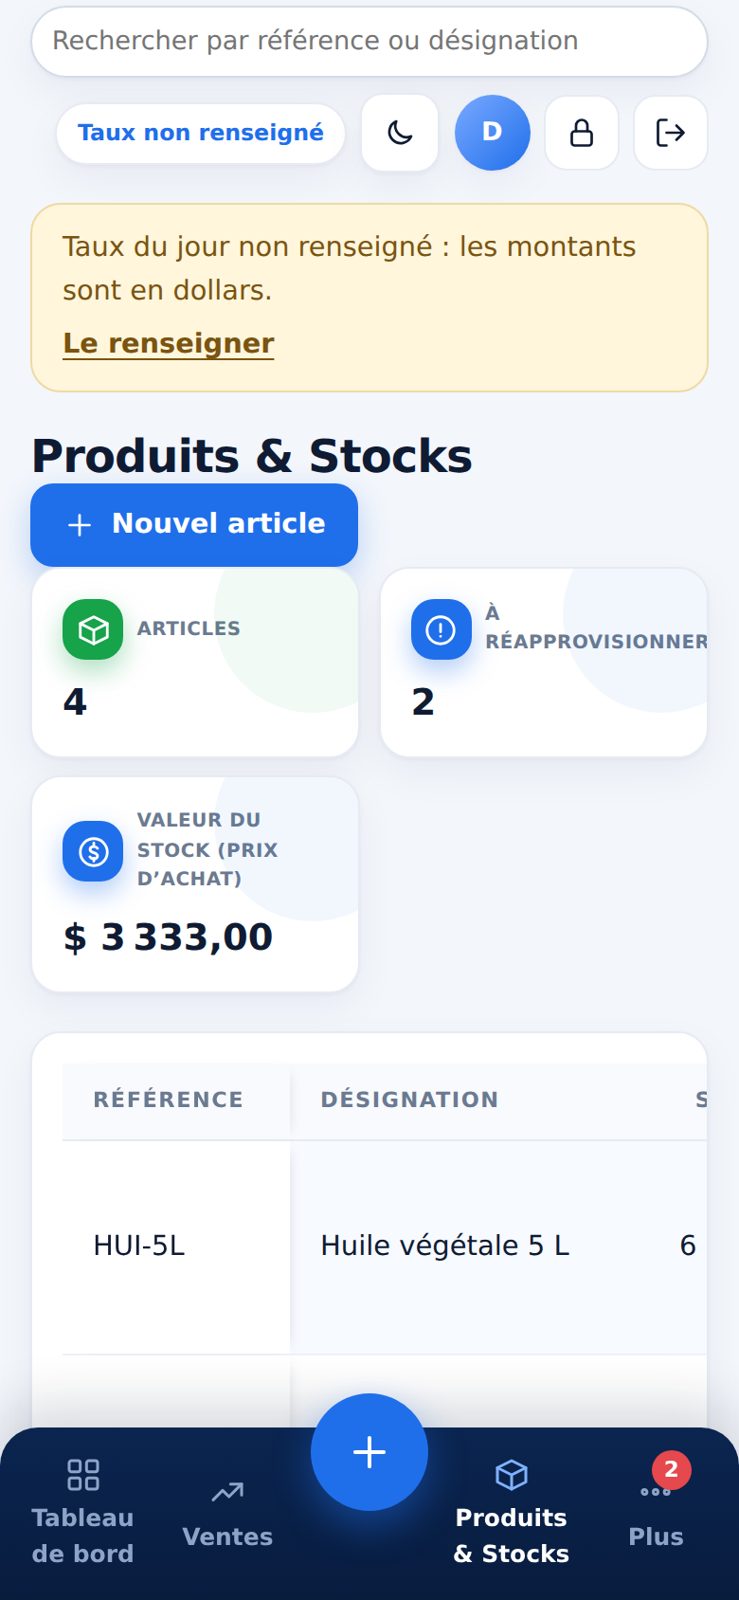 Rechercher par référence ou désignation
Taux non renseigné
D
Taux du jour non renseigné : les montants
sont en dollars.
Le renseigner
Produits & Stocks
Nouvel article
ARTICLES
4
À
RÉAPPROVISIONNER
2
VALEUR DU
STOCK (PRIX
D’ACHAT)
$ 3 333,00
RÉFÉRENCE DÉSIGNATION S
HUI-5L Huile végétale 5 L 6
Tableau
de bord
Ventes
Produits
& Stocks
2
Plus